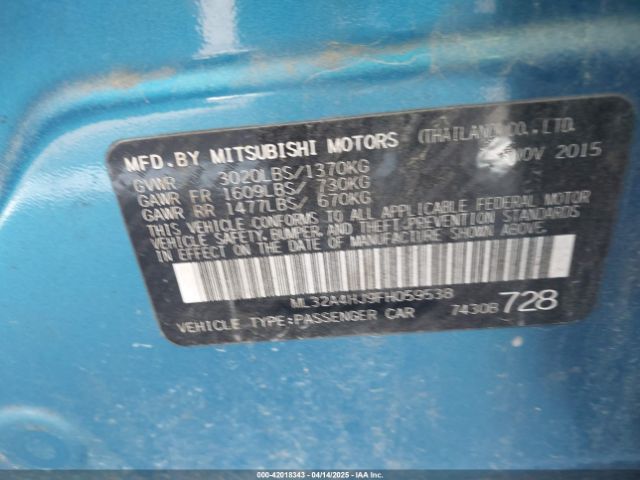 MFD.BY MITSUBISHI MOTORS (THAILAND)CO.,LTD.
NOV 2015
GVWR 3020LBS/1370KG
GAWR FR 1609LBS/ 730KG
GAWR RR 1477LBS/ 670KG
THIS VEHICLE CONFORMS TO ALL APPLICABLE FEDERAL MOTOR
VEHICLE SAFETY,BUMPER,AND THEFT-PREVENTION STANDARDS
IN EFFECT ON THE DATE OF MANUFACTURE SHOWN ABOVE.
ML32A4HJ9FH059538
VEHICLE TYPE:PASSENGER CAR 7430B 728
000-42018343 - 04/14/2025 - IAA Inc.